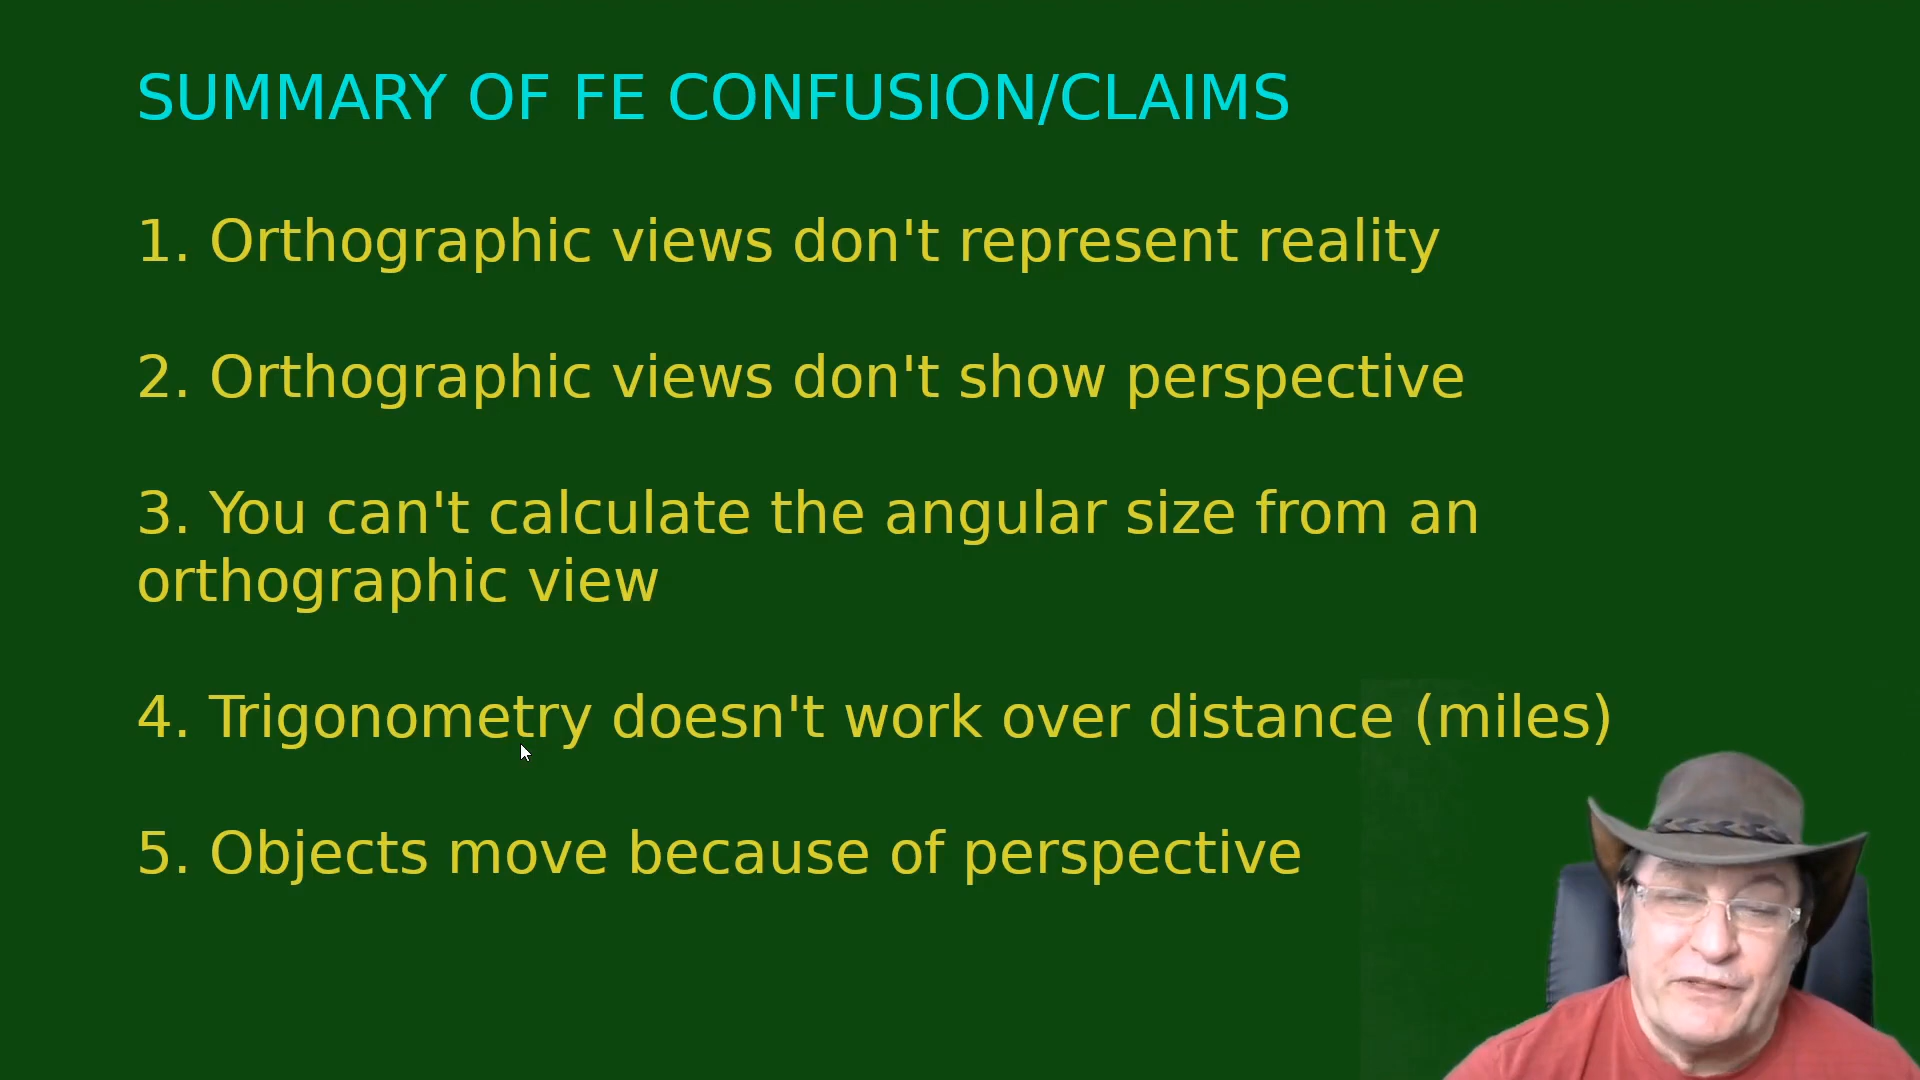 SUMMARY OF FE CONFUSION/CLAIMS
1. Orthographic views don't represent reality
2. Orthographic views don't show perspective
3. You can't calculate the angular size from an
orthographic view
4. Trigonometry doesn't work over distance (miles)
5. Objects move because of perspective